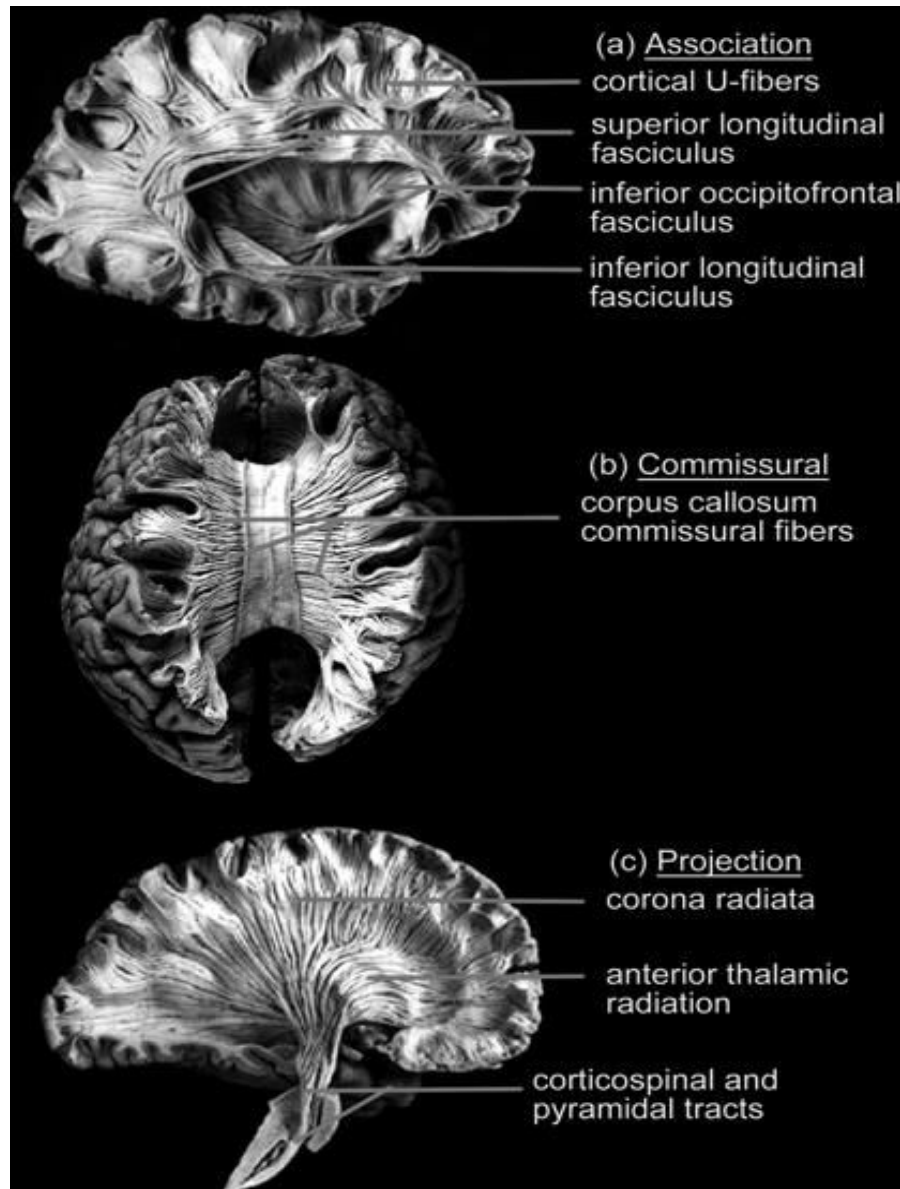 (a) Association
cortical U-fibers
superior longitudinal
fasciculus
inferior occipitofrontal
fasciculus
inferior longitudinal
fasciculus
(b) Commissural
corpus callosum
commissural fibers
(c) Projection
corona radiata
anterior thalamic
radiation
corticospinal and
pyramidal tracts